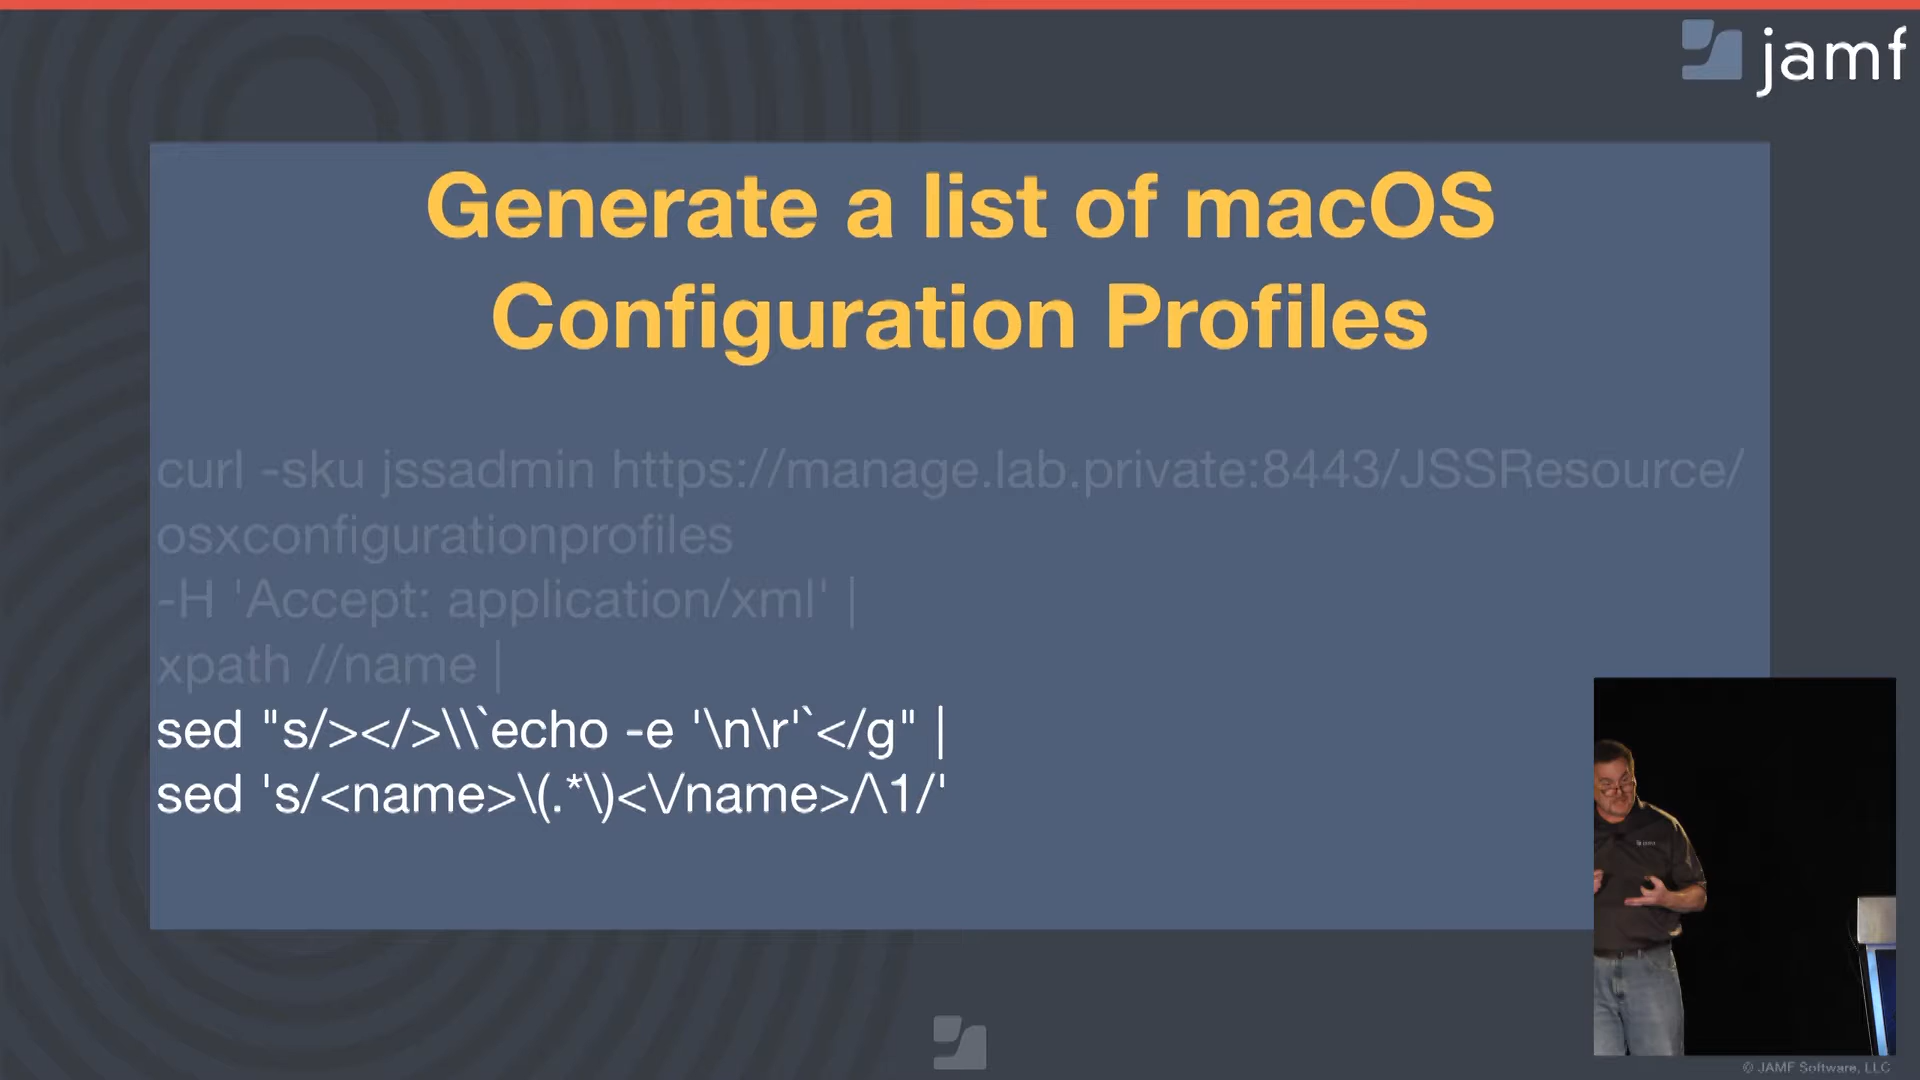 jamf
Generate a list of macOS
Configuration Profiles
curl -sku jssadmin https://manage.lab.private:8443/JSSResource/
osxconfigurationprofiles
-H 'Accept: application/xml' |
xpath //name |
sed "s/></>\\`echo -e '\n\r'`</g" |
sed 's/<name>\(.*\)<\/name>/\1/'
© JAMF Software, LLC